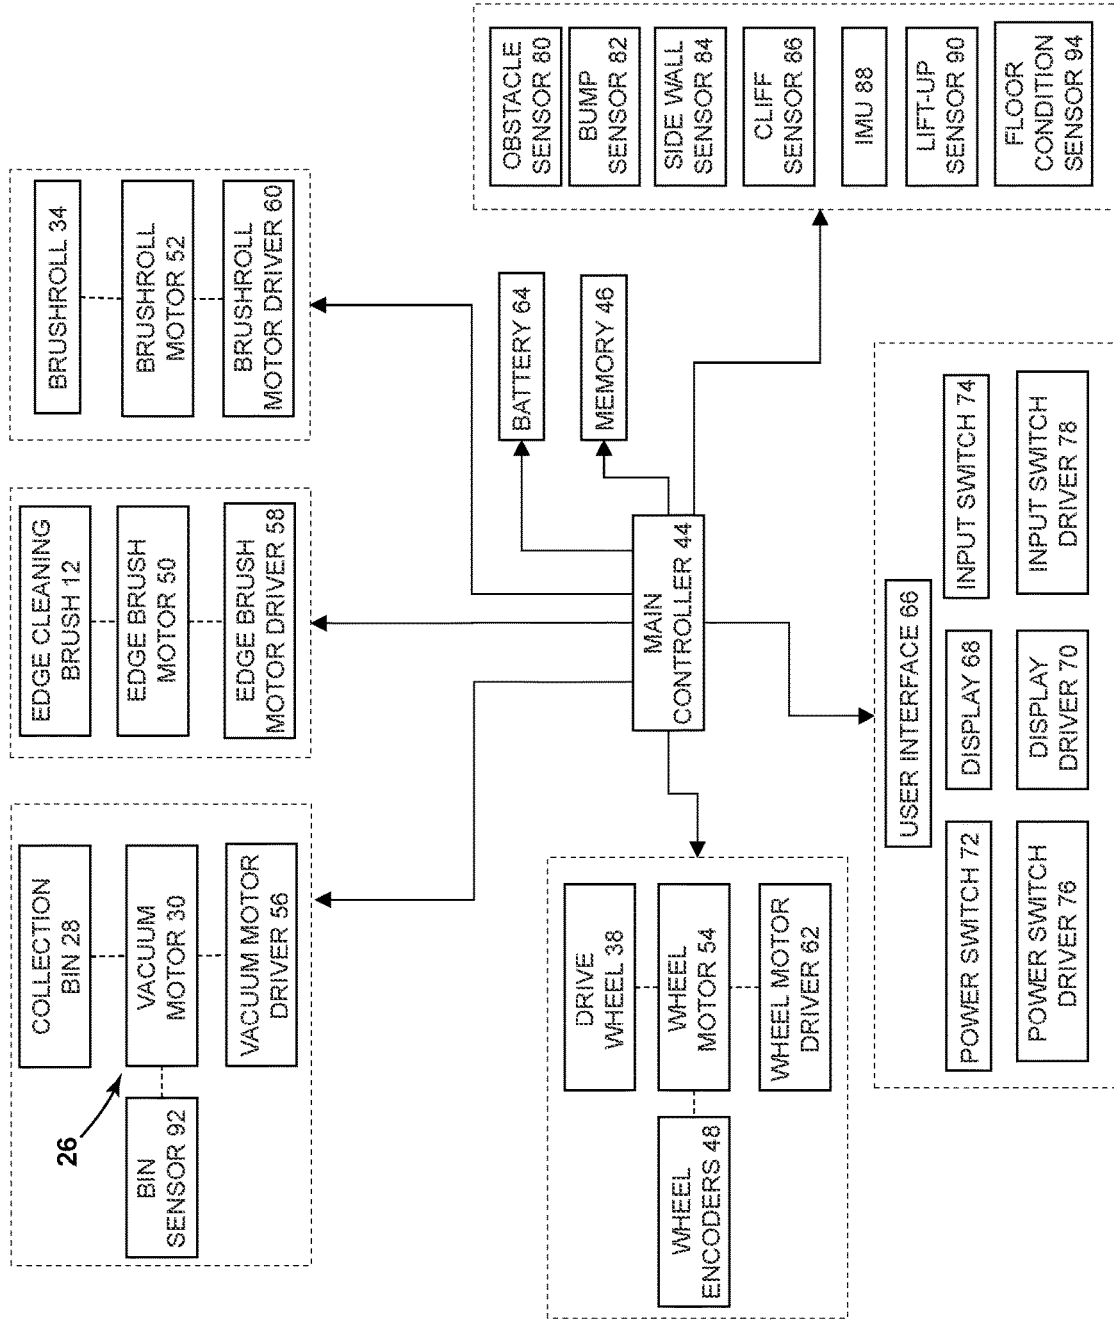 26
COLLECTION
BIN 28
VACUUM
MOTOR 30
BIN
SENSOR 92
VACUUM MOTOR
DRIVER 56
EDGE CLEANING
BRUSH 12
EDGE BRUSH
MOTOR 50
EDGE BRUSH
MOTOR DRIVER 58
BRUSHROLL 34
BRUSHROLL
MOTOR 52
BRUSHROLL
MOTOR DRIVER 60
BATTERY 64
MEMORY 46
MAIN
CONTROLLER 44
DRIVE
WHEEL 38
WHEEL
MOTOR 54
WHEEL
ENCODERS 48
WHEEL MOTOR
DRIVER 62
USER INTERFACE 66
POWER SWITCH 72
DISPLAY 68
INPUT SWITCH 74
POWER SWITCH
DRIVER 76
DISPLAY
DRIVER 70
INPUT SWITCH
DRIVER 78
OBSTACLE
SENSOR 80
BUMP
SENSOR 82
SIDE WALL
SENSOR 84
CLIFF
SENSOR 86
IMU 88
LIFT-UP
SENSOR 90
FLOOR
CONDITION
SENSOR 94